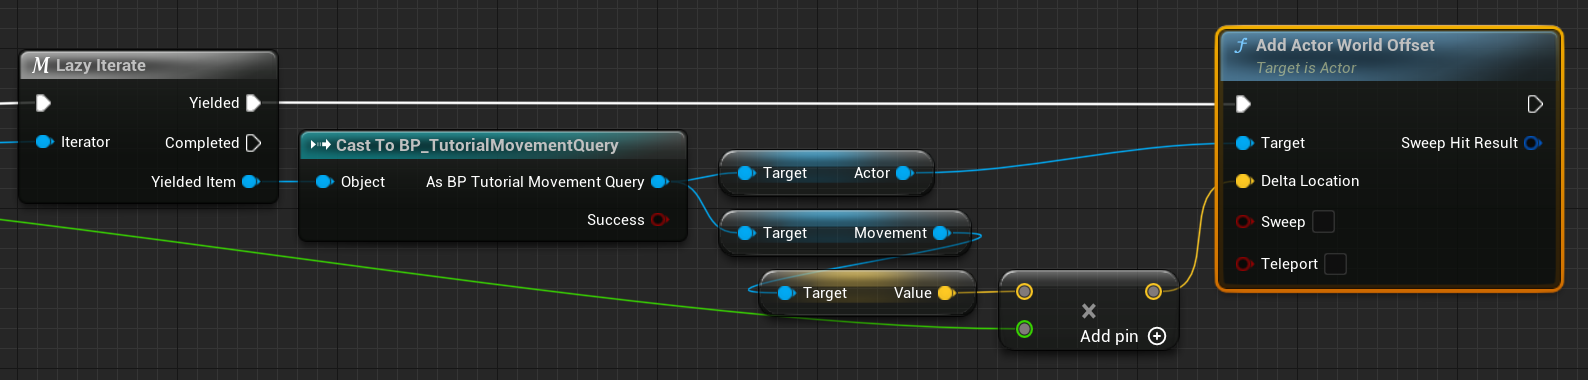 Lazy Iterate
Yielded
Iterator
Completed
Yielded Item
Cast To BP_TutorialMovementQuery
Object
As BP Tutorial Movement Query
Success
Target
Actor
Target
Movement
Target
Value
Add pin
Add Actor World Offset
Target is Actor
Target
Sweep Hit Result
Delta Location
Sweep
Teleport